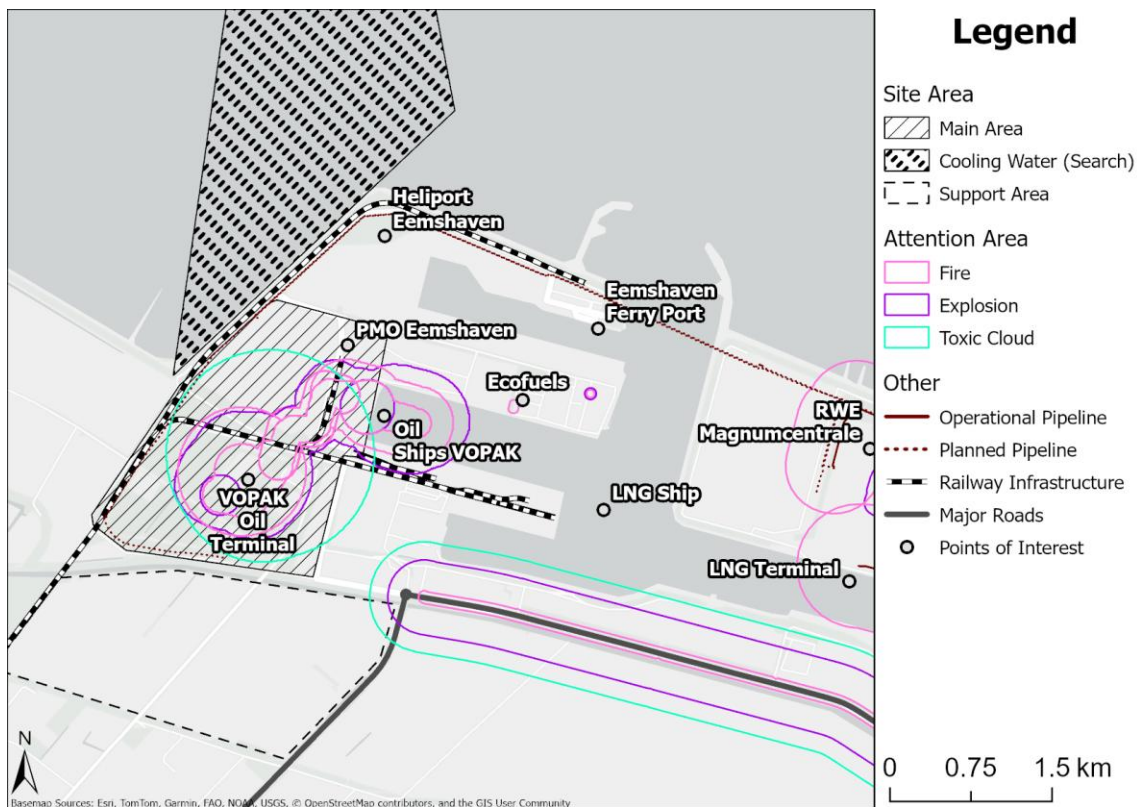 Legend
Site Area
Main Area
Cooling Water (Search)
Support Area
Attention Area
Fire
Explosion
Toxic Cloud
Other
Operational Pipeline
Planned Pipeline
Railway Infrastructure
Major Roads
Points of Interest
0 0.75 1.5 km
Heliport
Eemshaven
Eemshaven
Ferry Port
PMO Eemshaven
Ecofuels
RWE
Magnumcentrale
Oil
Ships VOPAK
VOPAK
Oil
Terminal
LNG Ship
LNG Terminal
N
Basemap Sources: Esri, TomTom, Garmin, FAO, NOAA, USGS, © OpenStreetMap contributors, and the GIS User Community